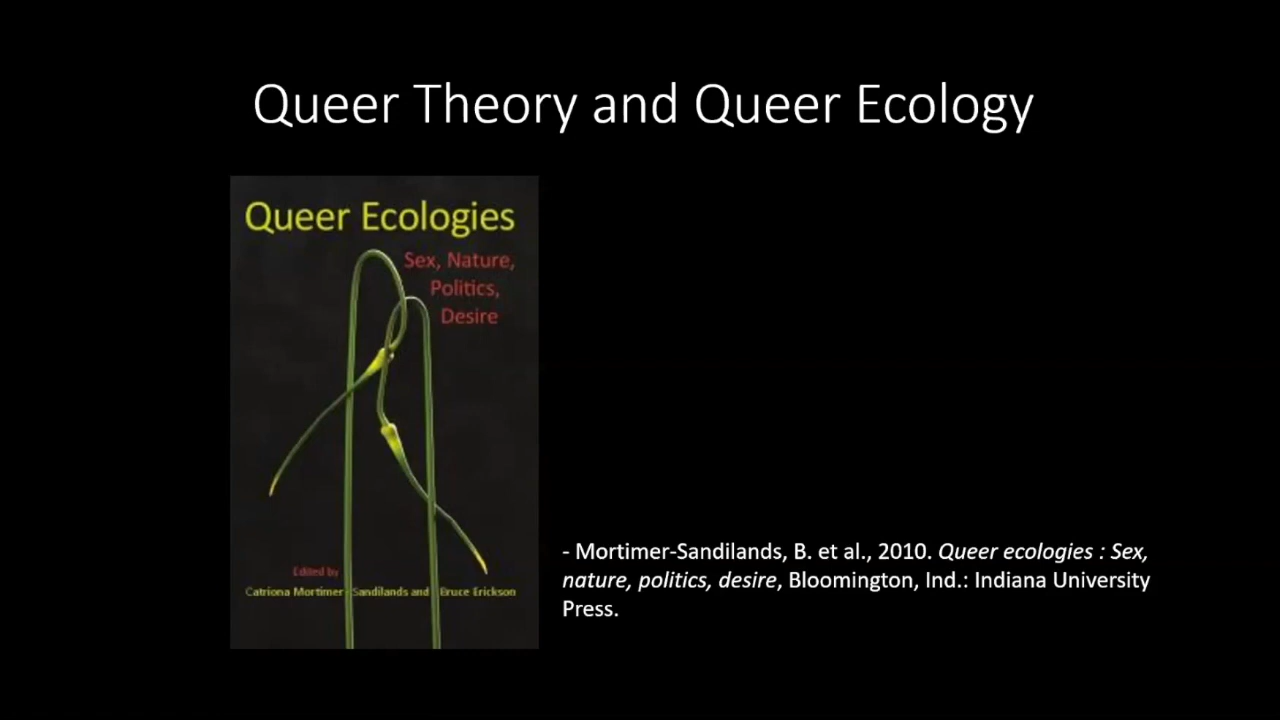 Queer Theory and Queer Ecology
Queer Ecologies
Sex, Nature,
Politics,
Desire
Edited by
Catriona Mortimer Sandilands and Bruce Erickson
- Mortimer-Sandilands, B. et al., 2010. Queer ecologies : Sex,
nature, politics, desire, Bloomington, Ind.: Indiana University
Press.